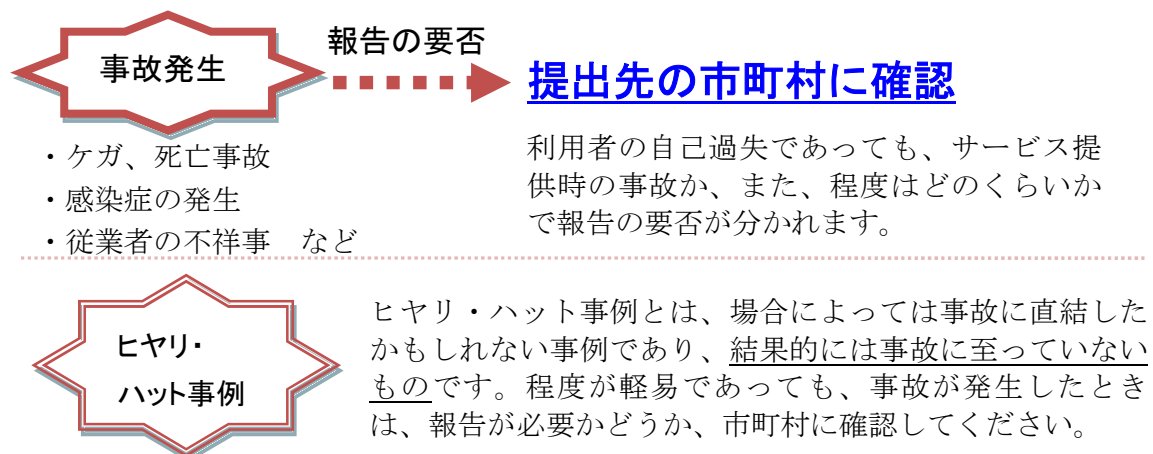 事故発生
報告の要否
提出先の市町村に確認
・ケガ、死亡事故
・感染症の発生
・従業者の不祥事　など
利用者の自己過失であっても、サービス提
供時の事故か、また、程度はどのくらいか
で報告の要否が分かれます。
ヒヤリ・
ハット事例
ヒヤリ・ハット事例とは、場合によっては事故に直結した
かもしれない事例であり、結果的には事故に至っていない
ものです。程度が軽易であっても、事故が発生したとき
は、報告が必要かどうか、市町村に確認してください。